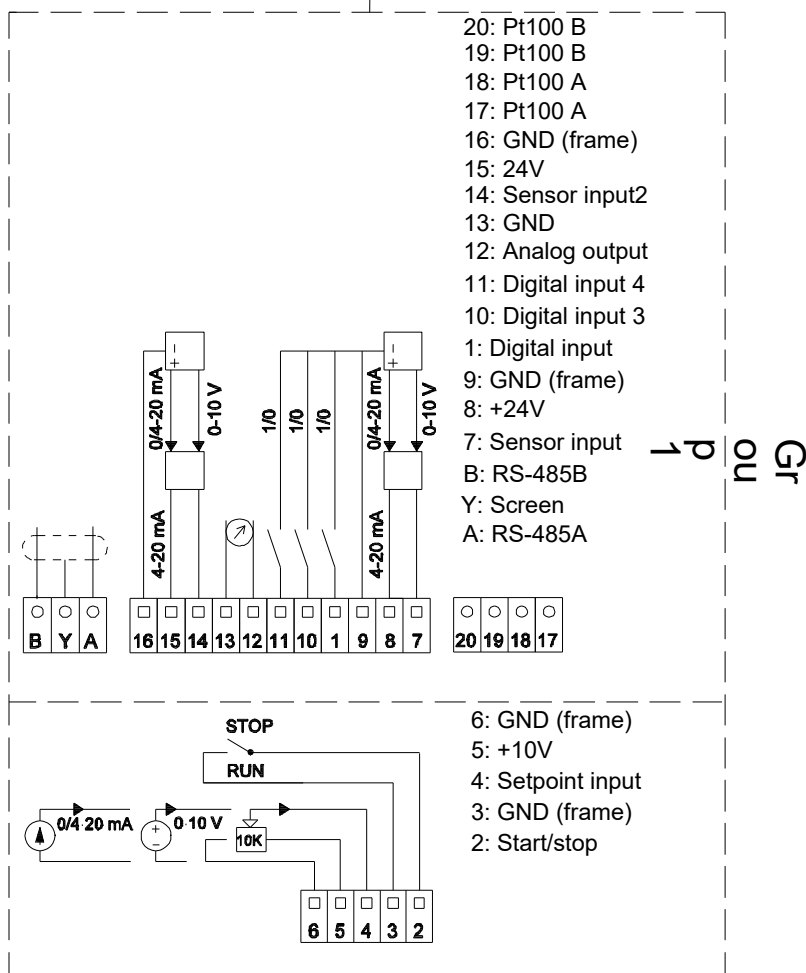 20: Pt100 B
19: Pt100 B
18: Pt100 A
17: Pt100 A
16: GND (frame)
15: 24V
14: Sensor input2
13: GND
12: Analog output
11: Digital input 4
10: Digital input 3
1: Digital input
9: GND (frame)
8: +24V
7: Sensor input
B: RS-485B
Y: Screen
A: RS-485A
Gr
ou
p
1
- +
0/4-20 mA
0-10 V
4-20 mA
1/0
1/0
1/0
- +
0/4-20 mA
0-10 V
4-20 mA
B Y A
16 15 14 13 12 11 10 1 9 8 7
20 19 18 17
6: GND (frame)
5: +10V
4: Setpoint input
3: GND (frame)
2: Start/stop
STOP
RUN
0/4-20 mA
+ -
0-10 V
10K
6 5 4 3 2